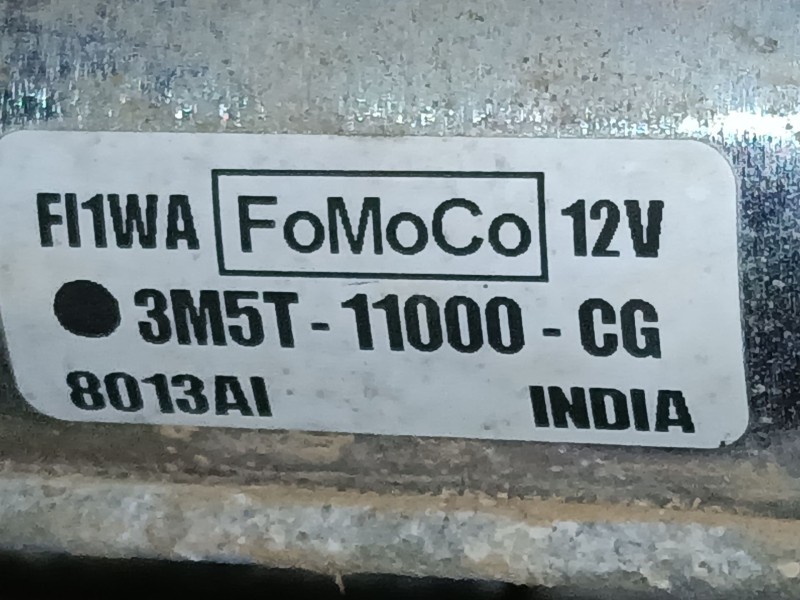 FI1WA FoMoCo 12V
3M5T-11000-CG
8013AI INDIA